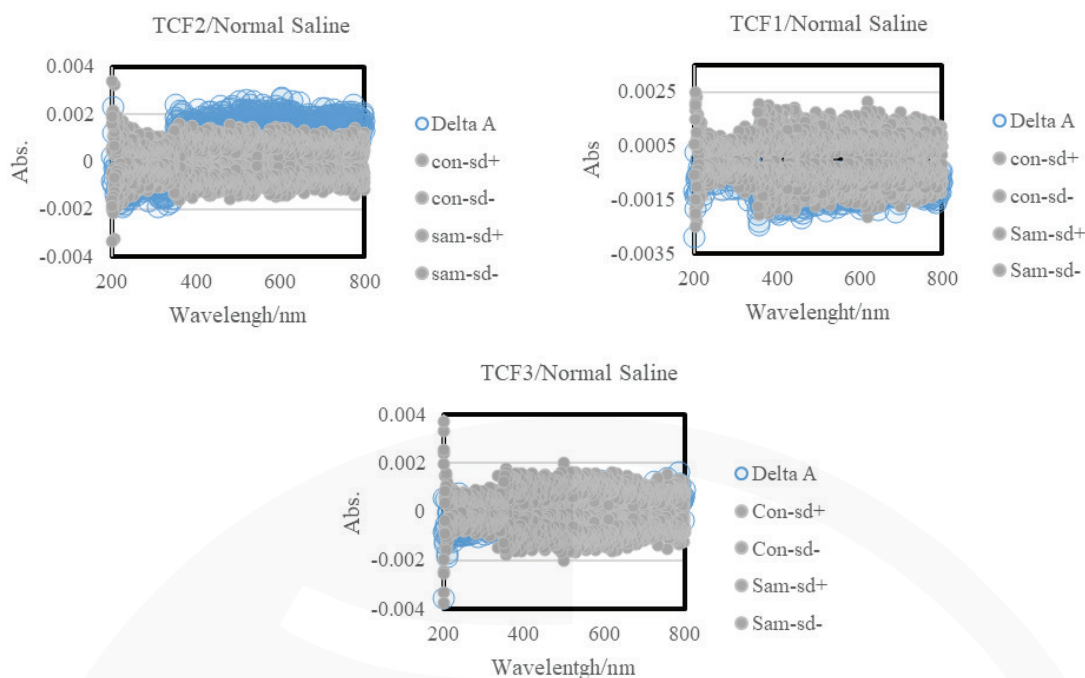 TCF2/Normal Saline
0.004
0.002
0
-0.002
-0.004
Abs.
200 400 600 800
Wavelengh/nm
Delta A
con-sd+
con-sd-
sam-sd+
sam-sd-
TCF1/Normal Saline
0.0025
0.0005
-0.0015
-0.0035
Abs
200 400 600 800
Wavelenght/nm
Delta A
con-sd+
con-sd-
Sam-sd+
Sam-sd-
TCF3/Normal Saline
0.004
0.002
0
-0.002
-0.004
Abs.
200 400 600 800
Wavelentgh/nm
Delta A
Con-sd+
Con-sd-
Sam-sd+
Sam-sd-